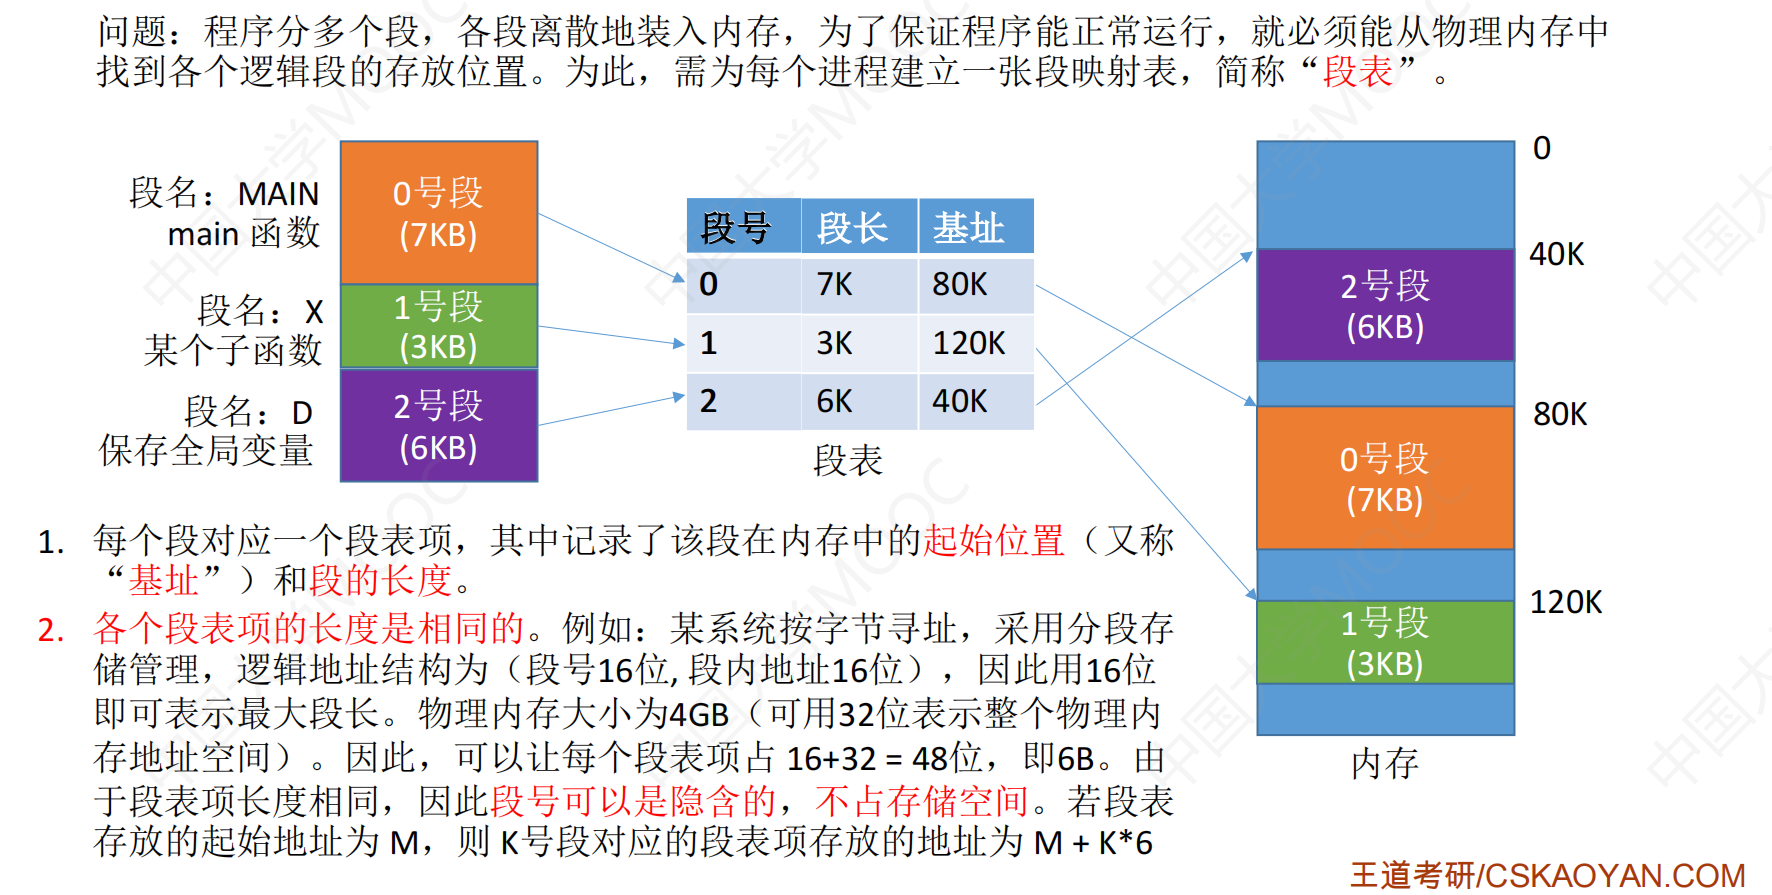 问题：程序分多个段，各段离散地装入内存，为了保证程序能正常运行，就必须能从物理内存中
找到各个逻辑段的存放位置。为此，需为每个进程建立一张段映射表，简称“段表”。
段名：MAIN
main 函数
0号段
(7KB)
段名：X
某个子函数
1号段
(3KB)
段名：D
保存全局变量
2号段
(6KB)
段号 段长 基址
0 7K 80K
1 3K 120K
2 6K 40K
段表
0
40K
2号段
(6KB)
80K
0号段
(7KB)
120K
1号段
(3KB)
内存
1. 每个段对应一个段表项，其中记录了该段在内存中的起始位置（又称
“基址”）和段的长度。
2. 各个段表项的长度是相同的。例如：某系统按字节寻址，采用分段存
储管理，逻辑地址结构为（段号16位, 段内地址16位），因此用16位
即可表示最大段长。物理内存大小为4GB（可用32位表示整个物理内
存地址空间）。因此，可以让每个段表项占 16+32 = 48位，即6B。由
于段表项长度相同，因此段号可以是隐含的，不占存储空间。若段表
存放的起始地址为 M，则 K号段对应的段表项存放的地址为 M + K*6
王道考研/CSKAOYAN.COM
中国大学MOOC